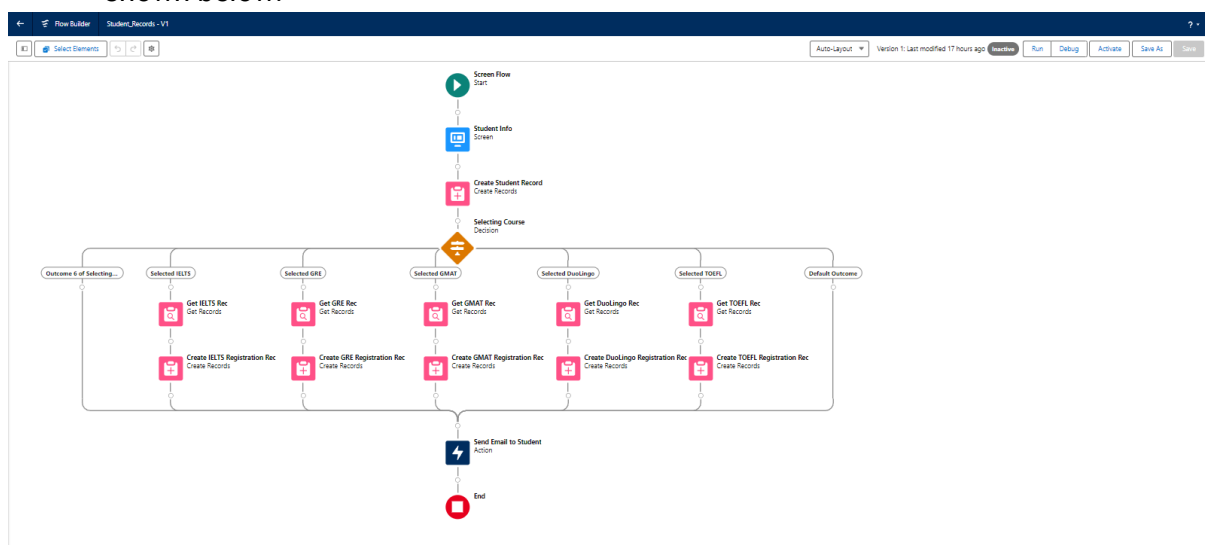 Flow Builder Student_Records - V1 ?
Select Elements Auto-Layout Version 1: Last modified 17 hours ago Inactive Run Debug Activate Save As Save
Screen Flow
Start
Student Info
Screen
Create Student Record
Create Records
Selecting Course
Decision
Outcome 6 of Selecting... Selected IELTS Selected GRE Selected GMAT Selected DuoLingo Selected TOEFL Default Outcome
Get IELTS Rec Get GRE Rec Get GMAT Rec Get DuoLingo Rec Get TOEFL Rec
Get Records Get Records Get Records Get Records Get Records
Create IELTS Registration Rec Create GRE Registration Rec Create GMAT Registration Rec Create DuoLingo Registration Rec Create TOEFL Registration Rec
Create Records Create Records Create Records Create Records Create Records
Send Email to Student
Action
End